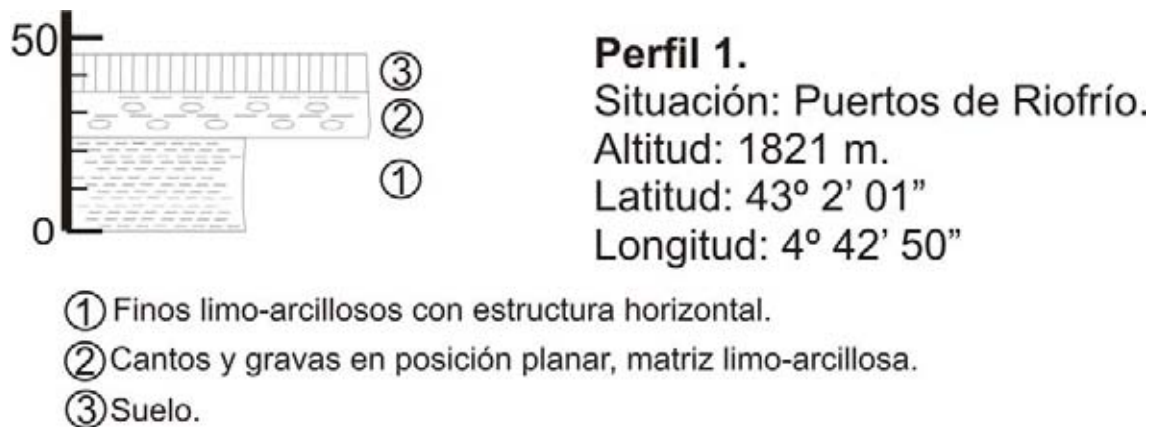 50
0
③
②
①
Perfil 1.
Situación: Puertos de Riofrío.
Altitud: 1821 m.
Latitud: 43º 2’ 01”
Longitud: 4º 42’ 50”
① Finos limo-arcillosos con estructura horizontal.
② Cantos y gravas en posición planar, matriz limo-arcillosa.
③ Suelo.